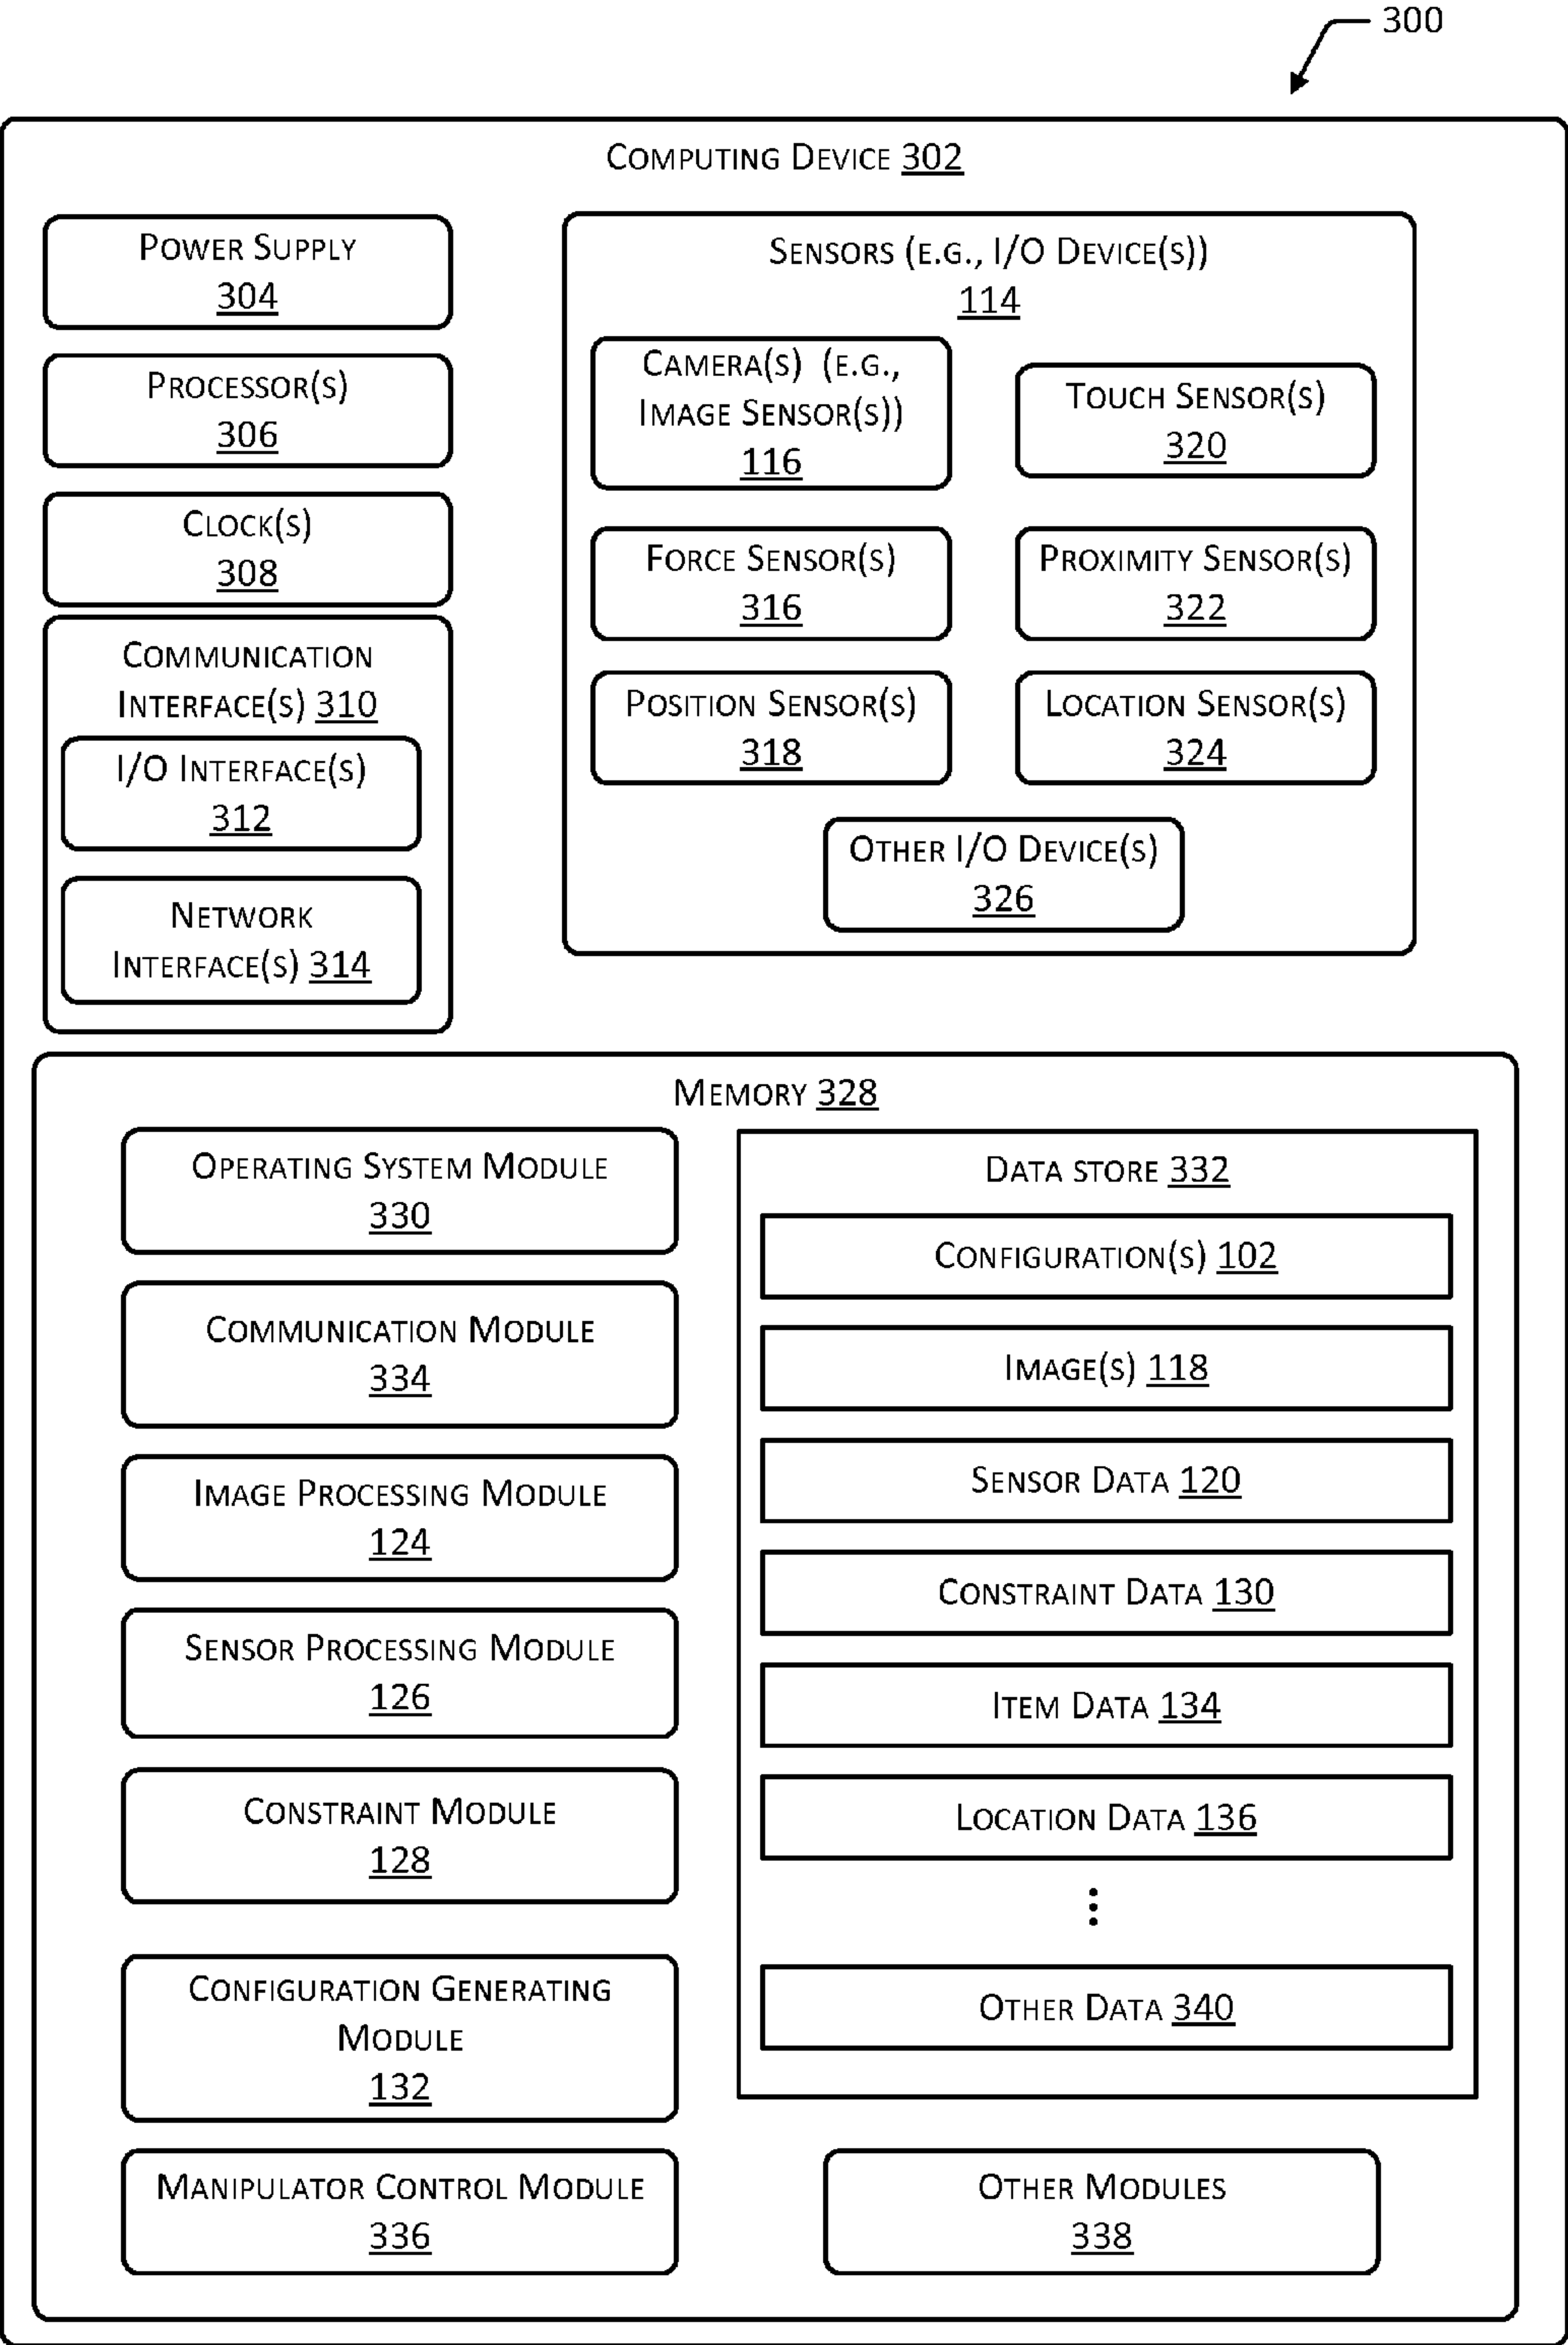 300
Computing Device 302
Power Supply
304
Processor(s)
306
Clock(s)
308
Communication
Interface(s) 310
I/O Interface(s)
312
Network
Interface(s) 314
Sensors (e.g., I/O Device(s))
114
Camera(s) (e.g.,
Image Sensor(s))
116
Touch Sensor(s)
320
Force Sensor(s)
316
Proximity Sensor(s)
322
Position Sensor(s)
318
Location Sensor(s)
324
Other I/O Device(s)
326
Memory 328
Operating System Module
330
Communication Module
334
Image Processing Module
124
Sensor Processing Module
126
Constraint Module
128
Configuration Generating
Module
132
Manipulator Control Module
336
Data store 332
Configuration(s) 102
Image(s) 118
Sensor Data 120
Constraint Data 130
Item Data 134
Location Data 136
⋮
Other Data 340
Other Modules
338